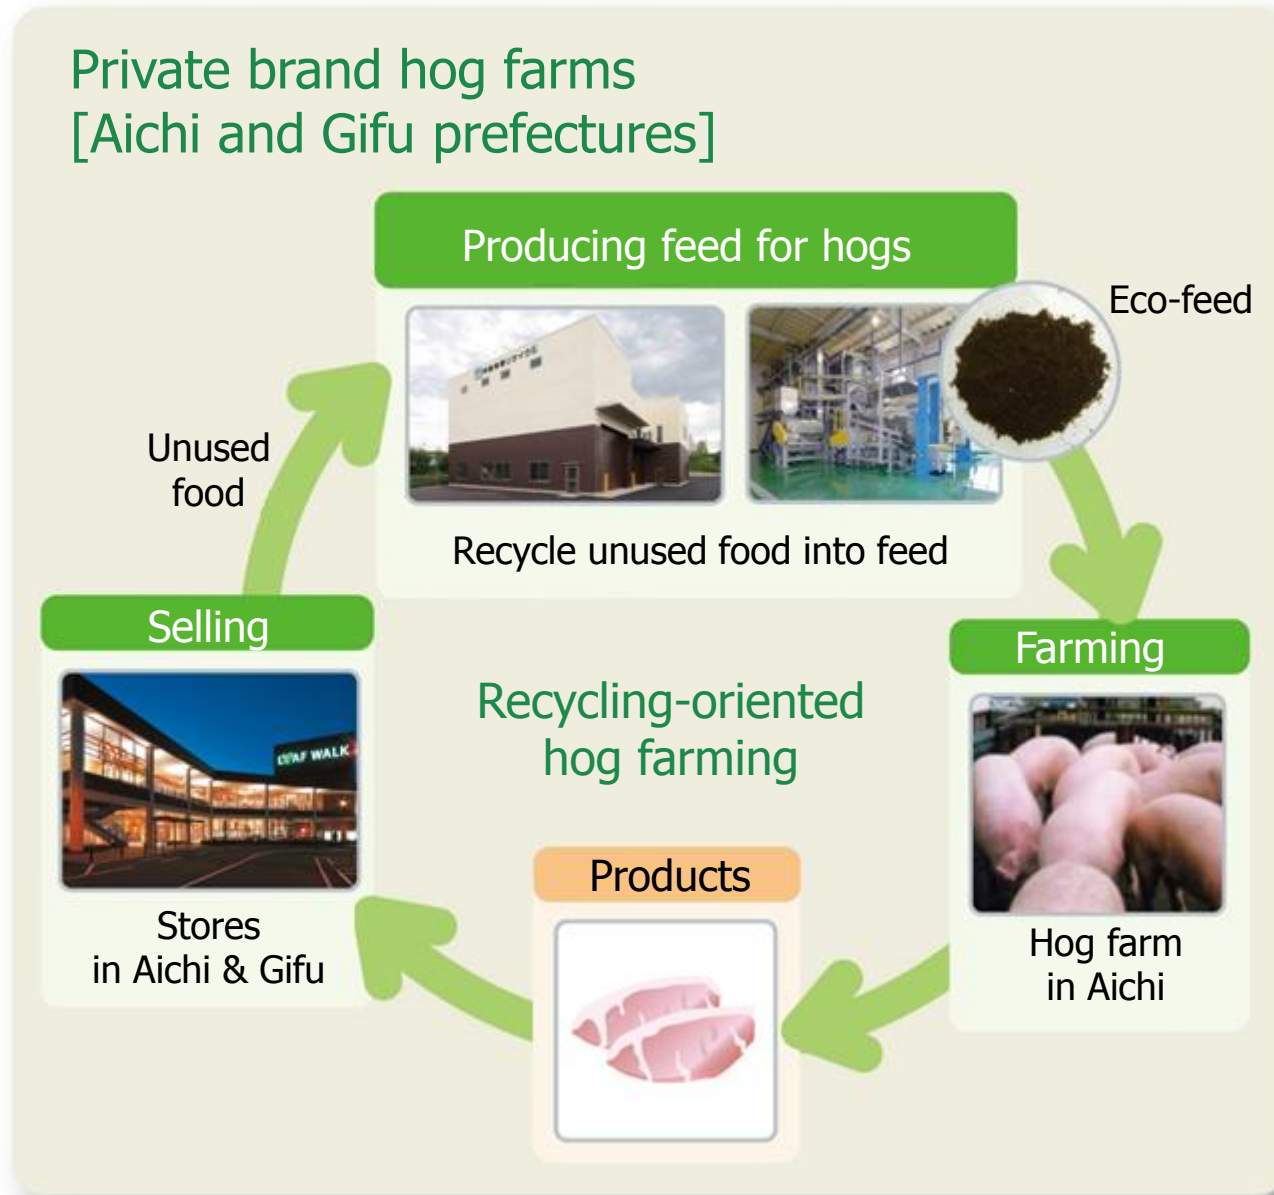 Private brand hog farms
[Aichi and Gifu prefectures]
Producing feed for hogs
Eco-feed
Unused
food
Recycle unused food into feed
Selling
Farming
Recycling-oriented
hog farming
WALK
Products
Stores
in Aichi & Gifu
Hog farm
in Aichi